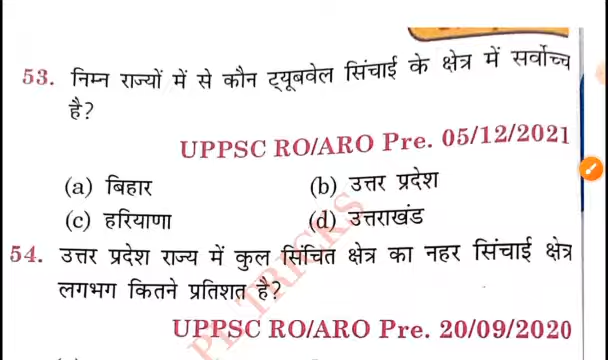 53. निम्न राज्यों में से कौन ट्यूबवेल सिंचाई के क्षेत्र में सर्वोच्च
है?
UPPSC RO/ARO Pre. 05/12/2021
(a) बिहार (b) उत्तर प्रदेश
(c) हरियाणा (d) उत्तराखंड
54. उत्तर प्रदेश राज्य में कुल सिंचित क्षेत्र का नहर सिंचाई क्षेत्र
लगभग कितने प्रतिशत है?
UPPSC RO/ARO Pre. 20/09/2020
TRICKS